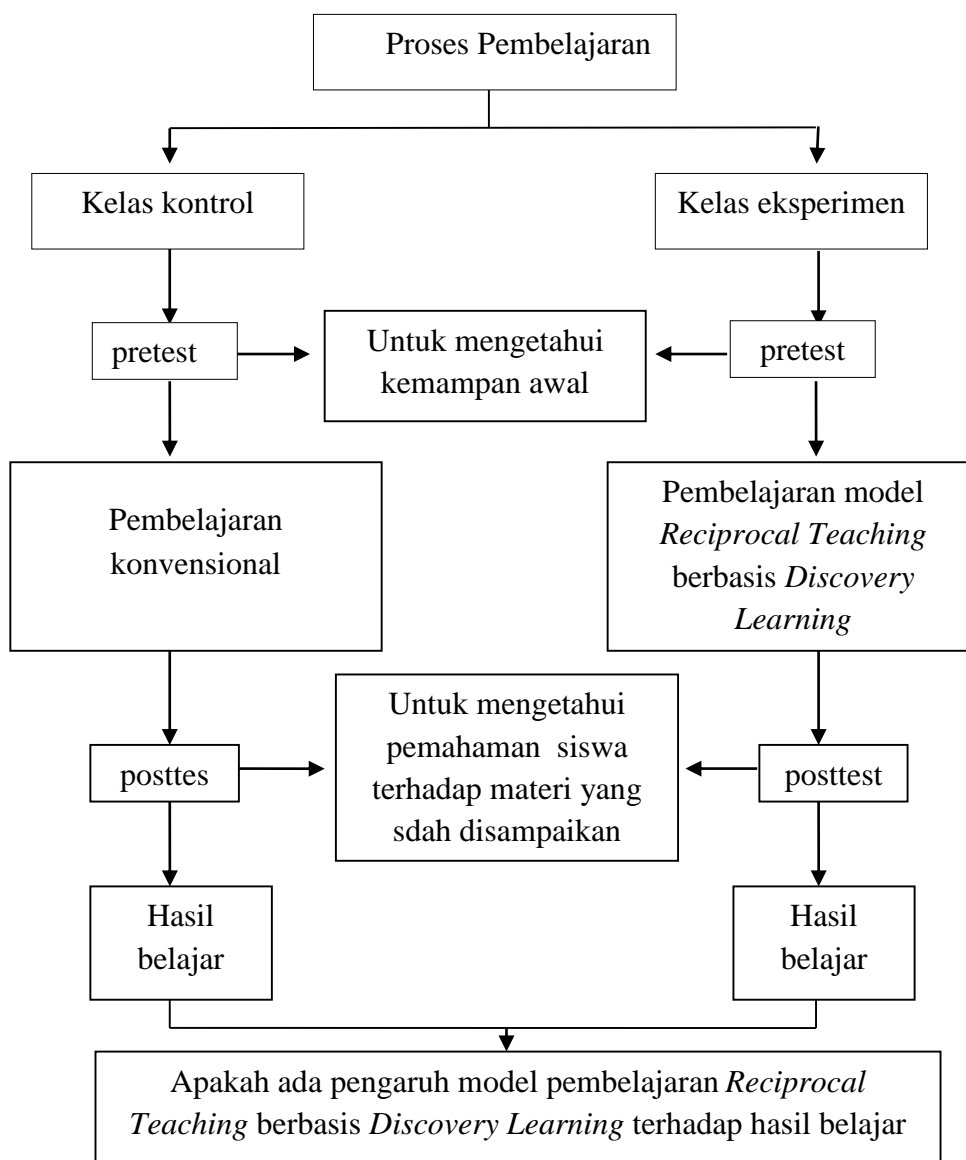 Proses Pembelajaran
Kelas kontrol
Kelas eksperimen
pretest
Untuk mengetahui
kemampan awal
pretest
Pembelajaran
konvensional
Pembelajaran model
Reciprocal Teaching
berbasis Discovery
Learning
posttes
Untuk mengetahui
pemahaman siswa
terhadap materi yang
sdah disampaikan
posttest
Hasil
belajar
Hasil
belajar
Apakah ada pengaruh model pembelajaran Reciprocal
Teaching berbasis Discovery Learning terhadap hasil belajar